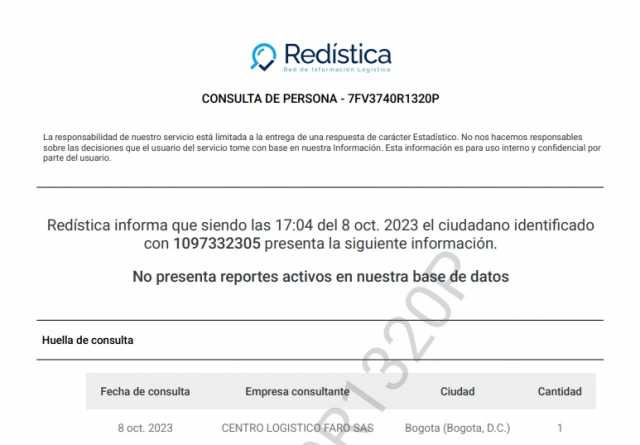 Redística
Red de Información Logística
CONSULTA DE PERSONA - 7FV3740R1320P
La responsabilidad de nuestro servicio está limitada a la entrega de una respuesta de carácter Estadístico. No nos hacemos responsables
sobre las decisiones que el usuario del servicio tome con base en nuestra Información. Esta información es para uso interno y confidencial por
parte del usuario.
Redística informa que siendo las 17:04 del 8 oct. 2023 el ciudadano identificado
con 1097332305 presenta la siguiente información.
No presenta reportes activos en nuestra base de datos
Huella de consulta
Fecha de consulta Empresa consultante Ciudad Cantidad
8 oct. 2023 CENTRO LOGISTICO FARO SAS Bogota (Bogota, D.C.) 1
0R1320P